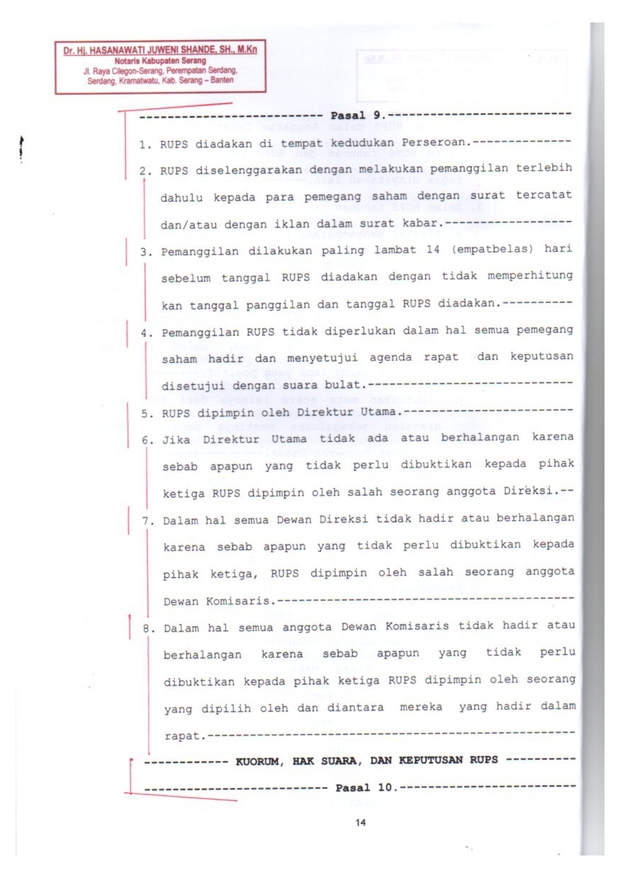 Dr. Hj. HASANAWATI JUWENI SHANDE, SH., M.Kn
Notaris Kabupaten Serang
Jl. Raya Cilegon-Serang, Perempatan Serdang,
Serdang, Kramatwatu, Kab. Serang – Banten
-------------------------- Pasal 9.--------------------------
1. RUPS diadakan di tempat kedudukan Perseroan.--------------
2. RUPS diselenggarakan dengan melakukan pemanggilan terlebih
dahulu kepada para pemegang saham dengan surat tercatat
dan/atau dengan iklan dalam surat kabar.------------------
3. Pemanggilan dilakukan paling lambat 14 (empatbelas) hari
sebelum tanggal RUPS diadakan dengan tidak memperhitung
kan tanggal panggilan dan tanggal RUPS diadakan.----------
4. Pemanggilan RUPS tidak diperlukan dalam hal semua pemegang
saham hadir dan menyetujui agenda rapat dan keputusan
disetujui dengan suara bulat.-----------------------------
5. RUPS dipimpin oleh Direktur Utama.------------------------
6. Jika Direktur Utama tidak ada atau berhalangan karena
sebab apapun yang tidak perlu dibuktikan kepada pihak
ketiga RUPS dipimpin oleh salah seorang anggota Direksi.--
7. Dalam hal semua Dewan Direksi tidak hadir atau berhalangan
karena sebab apapun yang tidak perlu dibuktikan kepada
pihak ketiga, RUPS dipimpin oleh salah seorang anggota
Dewan Komisaris.------------------------------------------
8. Dalam hal semua anggota Dewan Komisaris tidak hadir atau
berhalangan karena sebab apapun yang tidak perlu
dibuktikan kepada pihak ketiga RUPS dipimpin oleh seorang
yang dipilih oleh dan diantara mereka yang hadir dalam
rapat.----------------------------------------------------
------------ KUORUM, HAK SUARA, DAN KEPUTUSAN RUPS ----------
-------------------------- Pasal 10.-------------------------
14